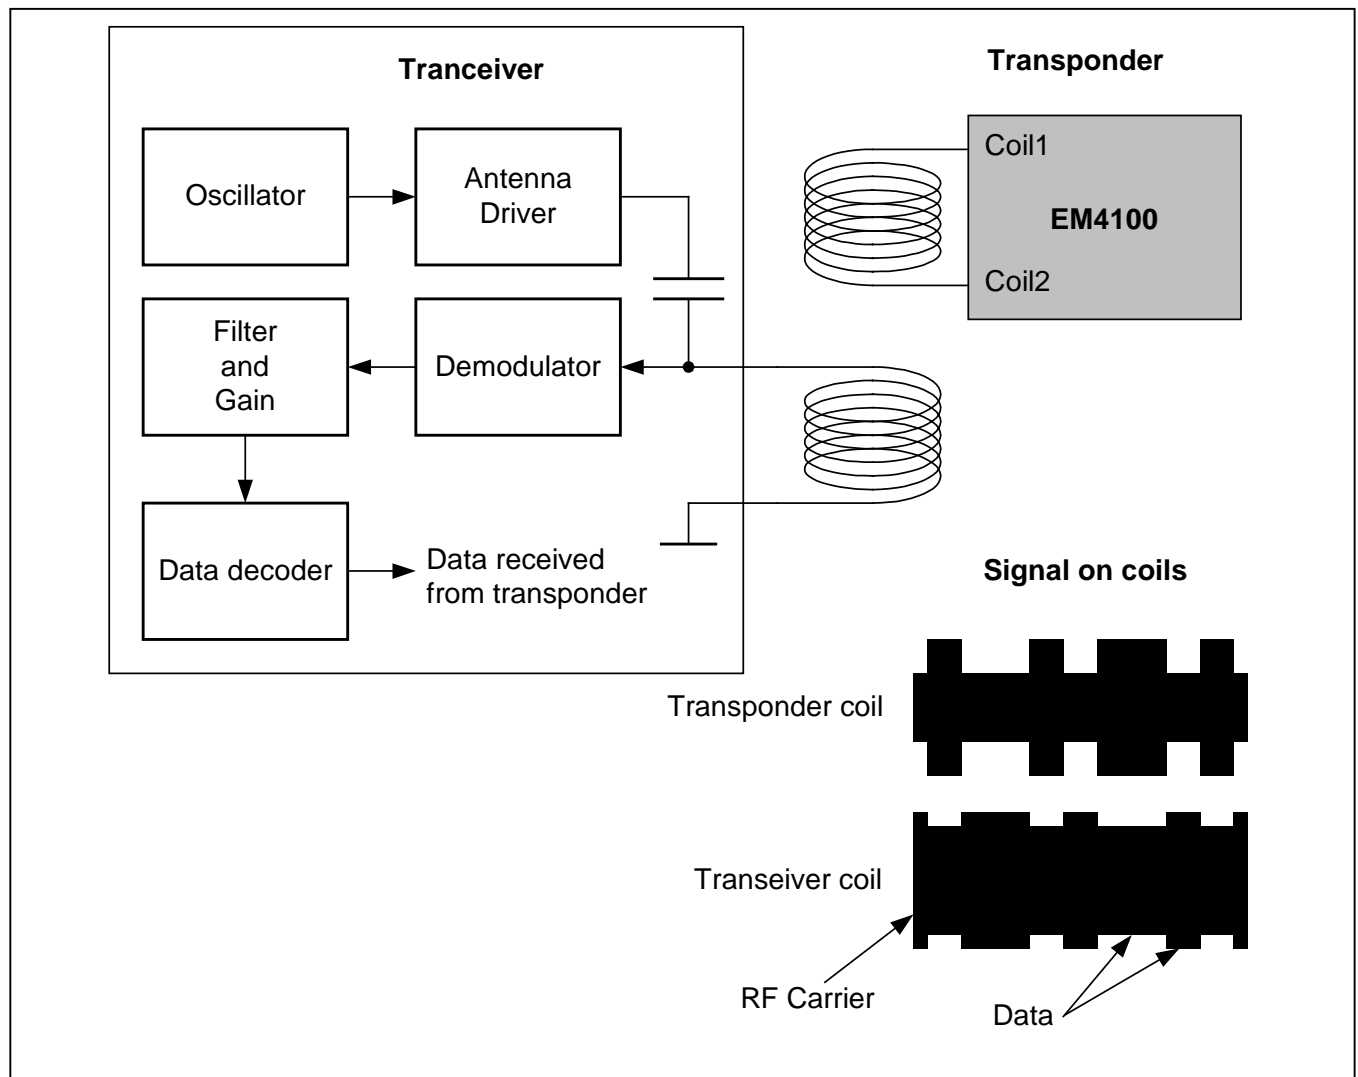 Tranceiver
Transponder
Oscillator
Antenna
Driver
Coil1
EM4100
Coil2
Filter
and
Gain
Demodulator
Data decoder
Data received
from transponder
Signal on coils
Transponder coil
Transeiver coil
RF Carrier
Data